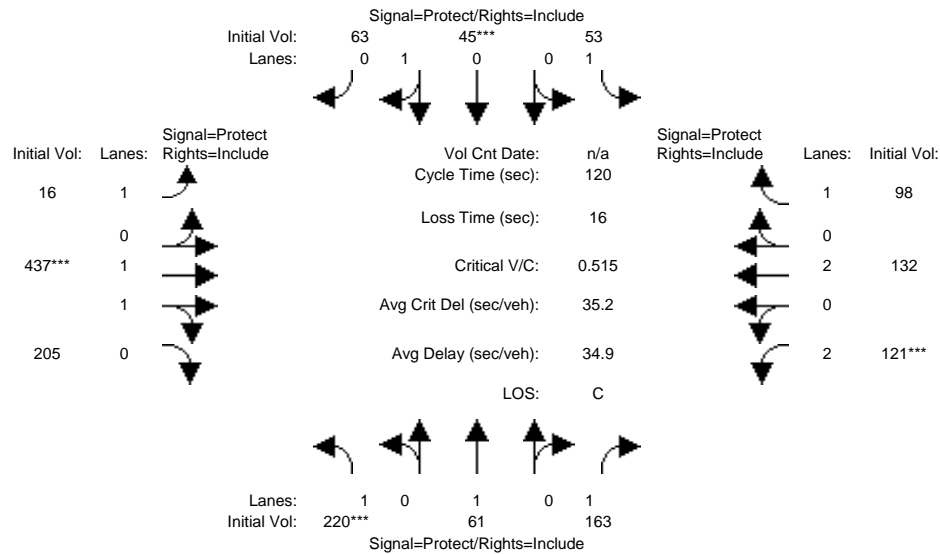 Signal=Protect/Rights=Include
Initial Vol: 63 45*** 53
Lanes: 0 1 0 0 1
Signal=Protect Signal=Protect
Initial Vol: Lanes: Rights=Include Vol Cnt Date: n/a Rights=Include Lanes: Initial Vol:
Cycle Time (sec): 120
16 1 1 98
Loss Time (sec): 16
0 0
437*** 1 Critical V/C: 0.515 2 132
1 Avg Crit Del (sec/veh): 35.2 0
205 0 Avg Delay (sec/veh): 34.9 2 121***
LOS: C
Lanes: 1 0 1 0 1
Initial Vol: 220*** 61 163
Signal=Protect/Rights=Include